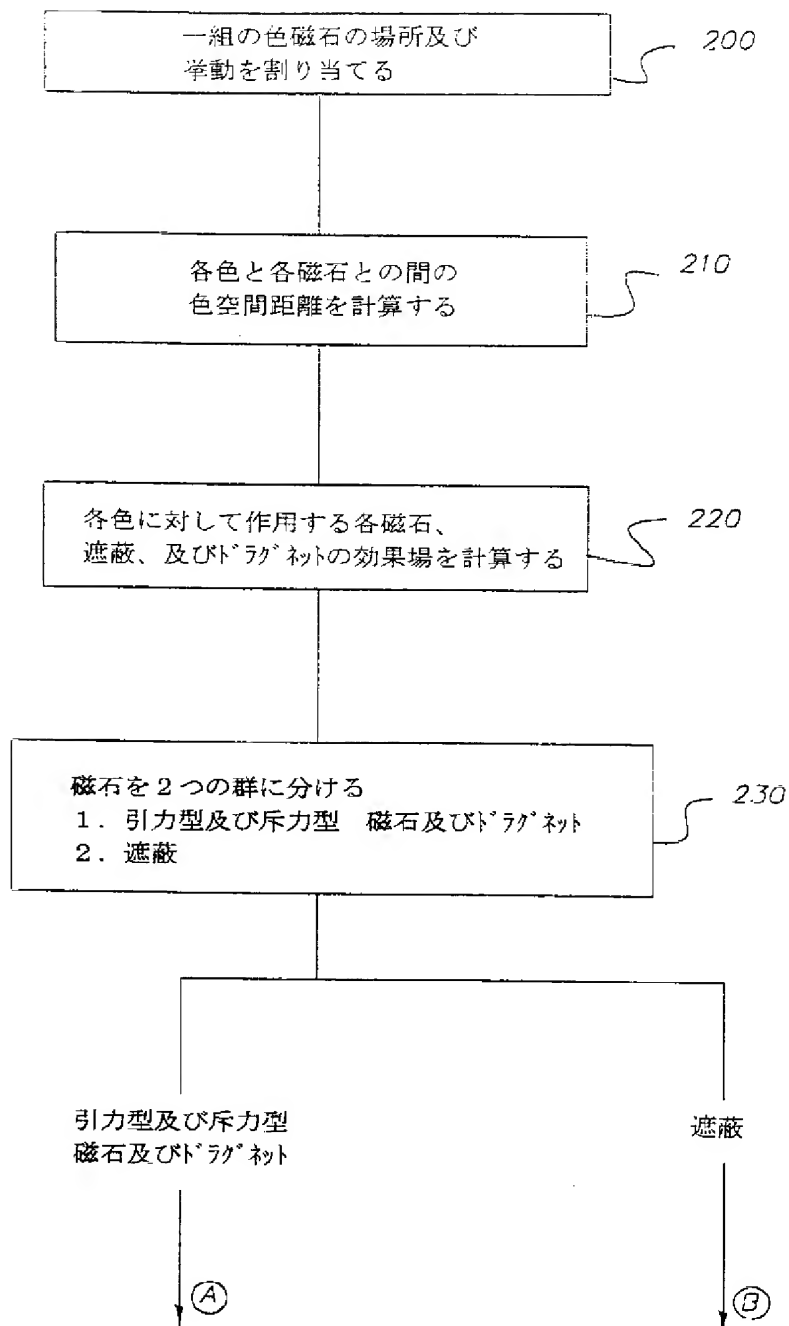 一組の色磁石の場所及び
挙動を割り当てる
200
各色と各磁石との間の
色空間距離を計算する
210
各色に対して作用する各磁石、
遮蔽、及びﾄﾞﾗｸﾞﾈｯﾄの効果場を計算する
220
磁石を2つの群に分ける
1. 引力型及び斥力型 磁石及びﾄﾞﾗｸﾞﾈｯﾄ
2. 遮蔽
230
引力型及び斥力型
磁石及びﾄﾞﾗｸﾞﾈｯﾄ
遮蔽
A
B